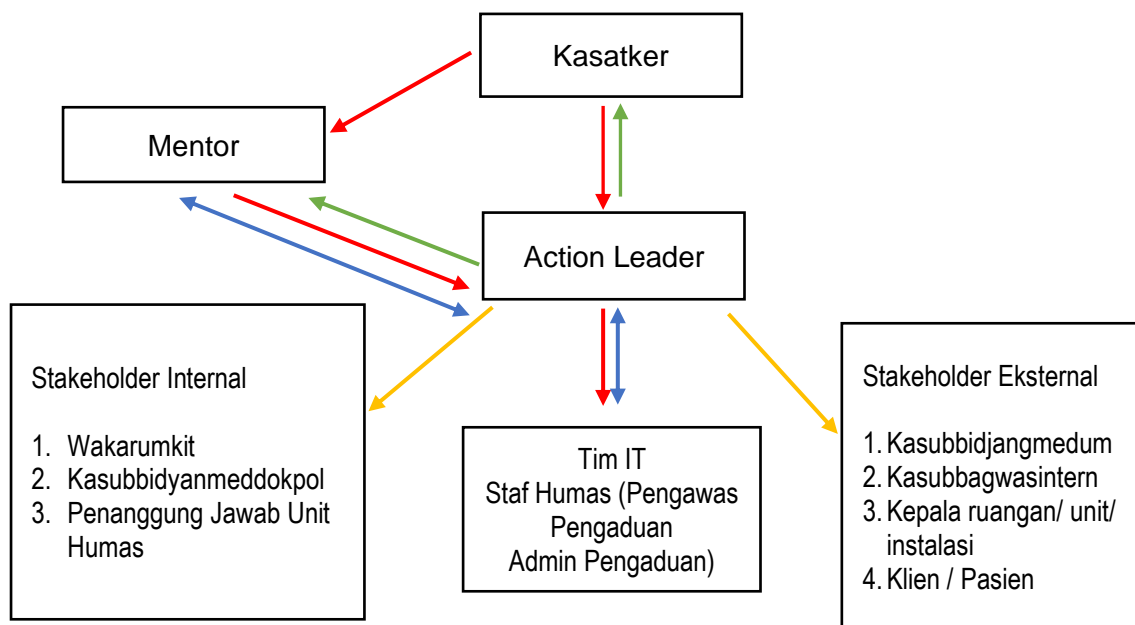 Kasatker
Mentor
Action Leader
Stakeholder Internal
1. Wakarumkit
2. Kasubbidyanmeddokpol
3. Penanggung Jawab Unit
Humas
Tim IT
Staf Humas (Pengawas
Pengaduan
Admin Pengaduan)
Stakeholder Eksternal
1. Kasubbidjangmedum
2. Kasubbagwasintern
3. Kepala ruangan/ unit/
instalasi
4. Klien / Pasien